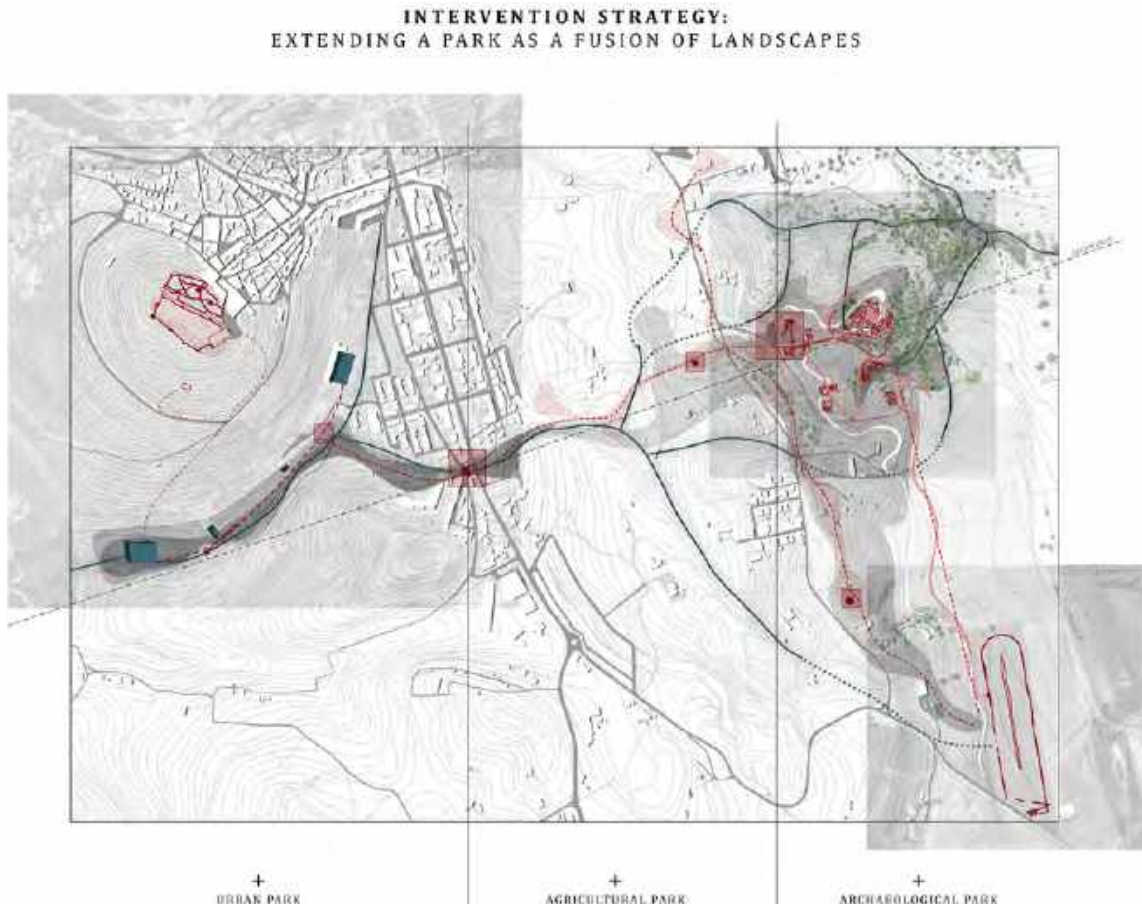 INTERVENTION STRATEGY:
EXTENDING A PARK AS A FUSION OF LANDSCAPES
+ + +
URBAN PARK AGRICULTURAL PARK ARCHAEOLOGICAL PARK